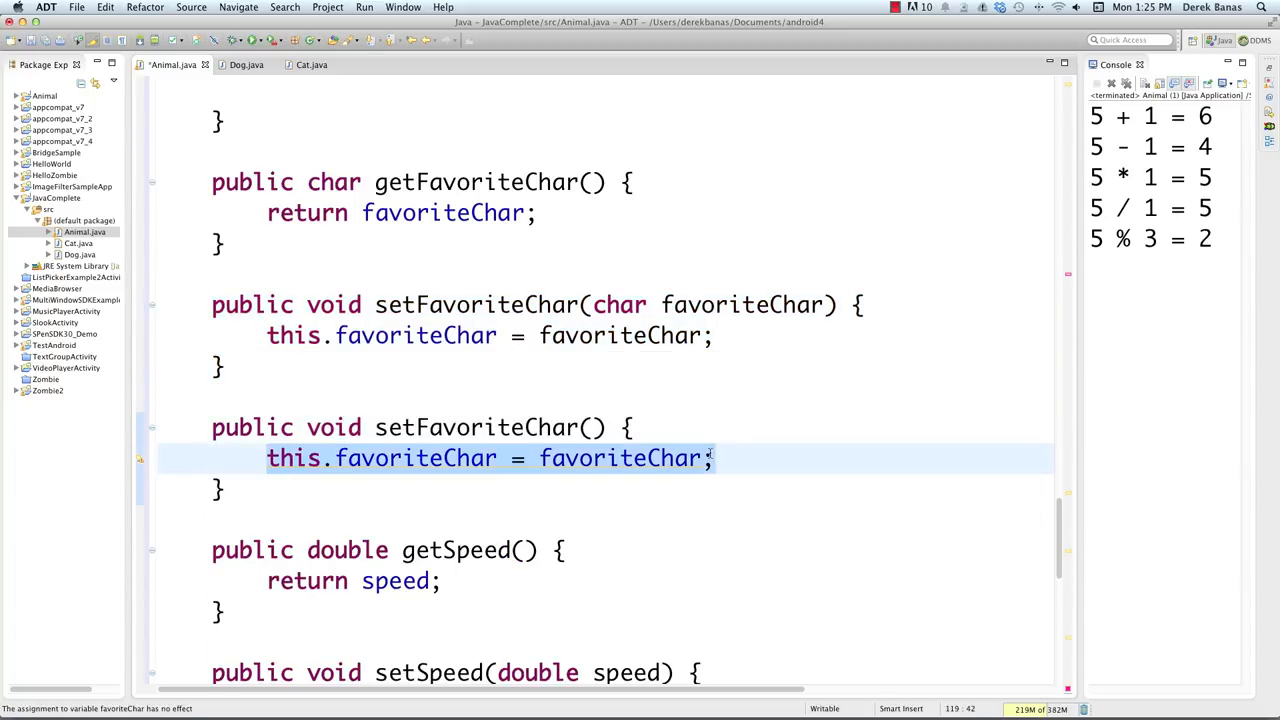 ADT File Edit Refactor Source Navigate Search Project Run Window Help
10 Mon 1:25 PM Derek Banas
Java – JavaComplete/src/Animal.java – ADT – /Users/derekbanas/Documents/android4
Quick Access Java DDMS
Package Exp
*Animal.java Dog.java Cat.java
Console
<terminated> Animal (1) [Java Application] /S
Animal
appcompat_v7
appcompat_v7_2
appcompat_v7_3
appcompat_v7_4
BridgeSample
HelloWorld
HelloZombie
ImageFilterSampleApp
JavaComplete
src
(default package)
Animal.java
Cat.java
Dog.java
JRE System Library [
ListPickerExample2Activi
MediaBrowser
MultiWindowSDKExample
MusicPlayerActivity
SlookActivity
SPenSDK30_Demo
TestAndroid
TextGroupActivity
VideoPlayerActivity
Zombie
Zombie2
}
public char getFavoriteChar() {
return favoriteChar;
}
public void setFavoriteChar(char favoriteChar) {
this.favoriteChar = favoriteChar;
}
public void setFavoriteChar() {
this.favoriteChar = favoriteChar;
}
public double getSpeed() {
return speed;
}
public void setSpeed(double speed) {
5 + 1 = 6
5 - 1 = 4
5 * 1 = 5
5 / 1 = 5
5 % 3 = 2
The assignment to variable favoriteChar has no effect
Writable Smart Insert 119 : 42 219M of 382M